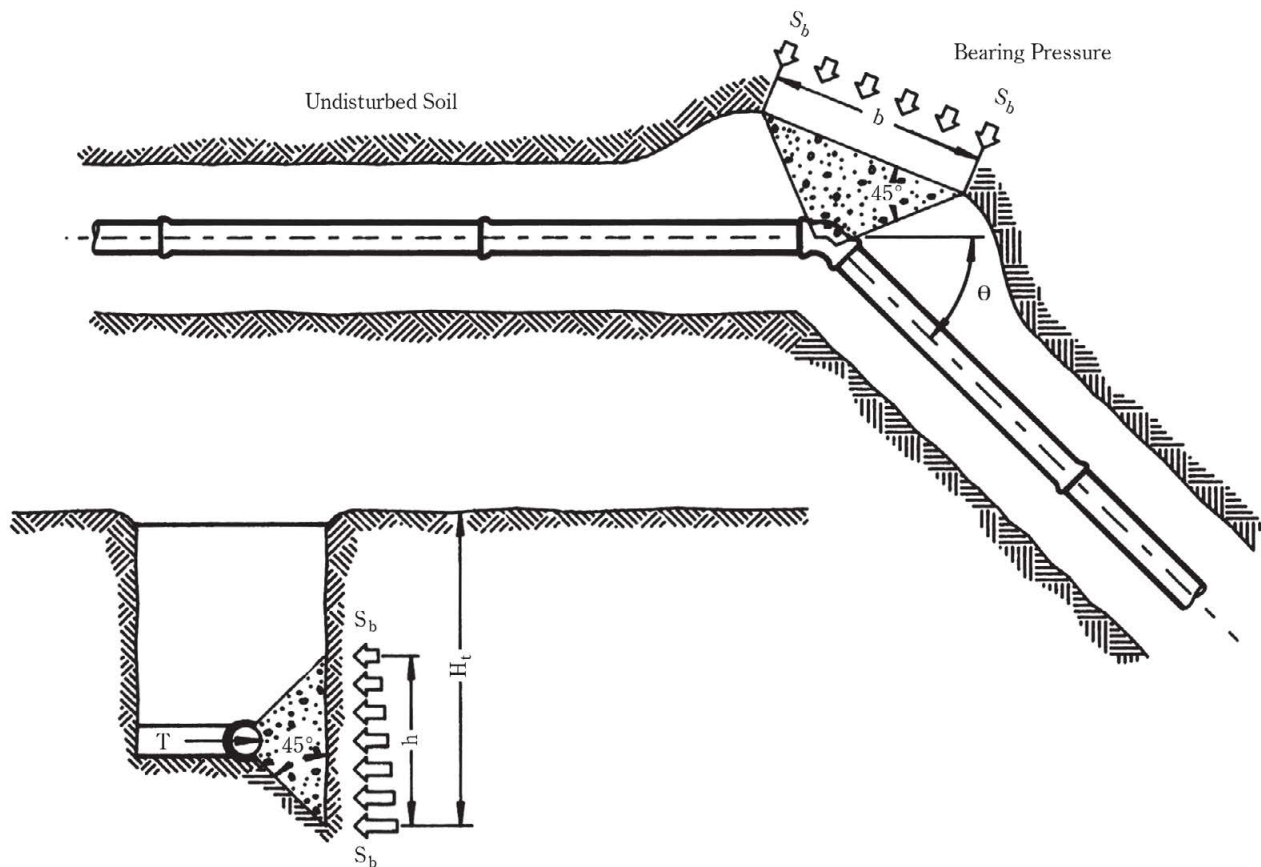 S_b
Bearing Pressure
Undisturbed Soil
S_b
b
45°
θ
S_b
H_t
h
T
45°
S_b